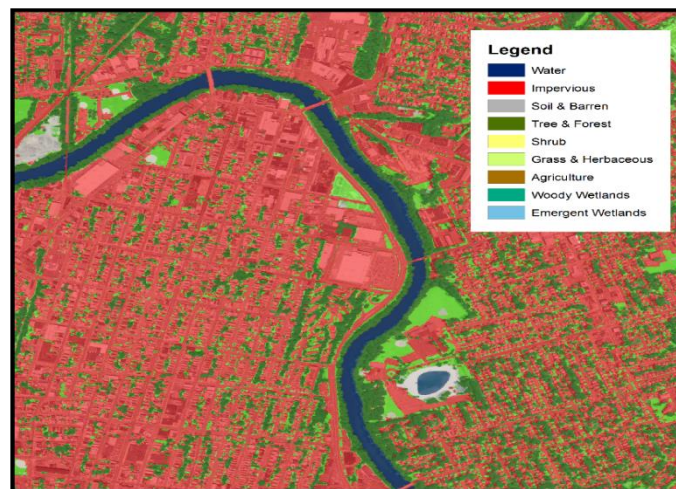 Legend
Water
Impervious
Soil & Barren
Tree & Forest
Shrub
Grass & Herbaceous
Agriculture
Woody Wetlands
Emergent Wetlands